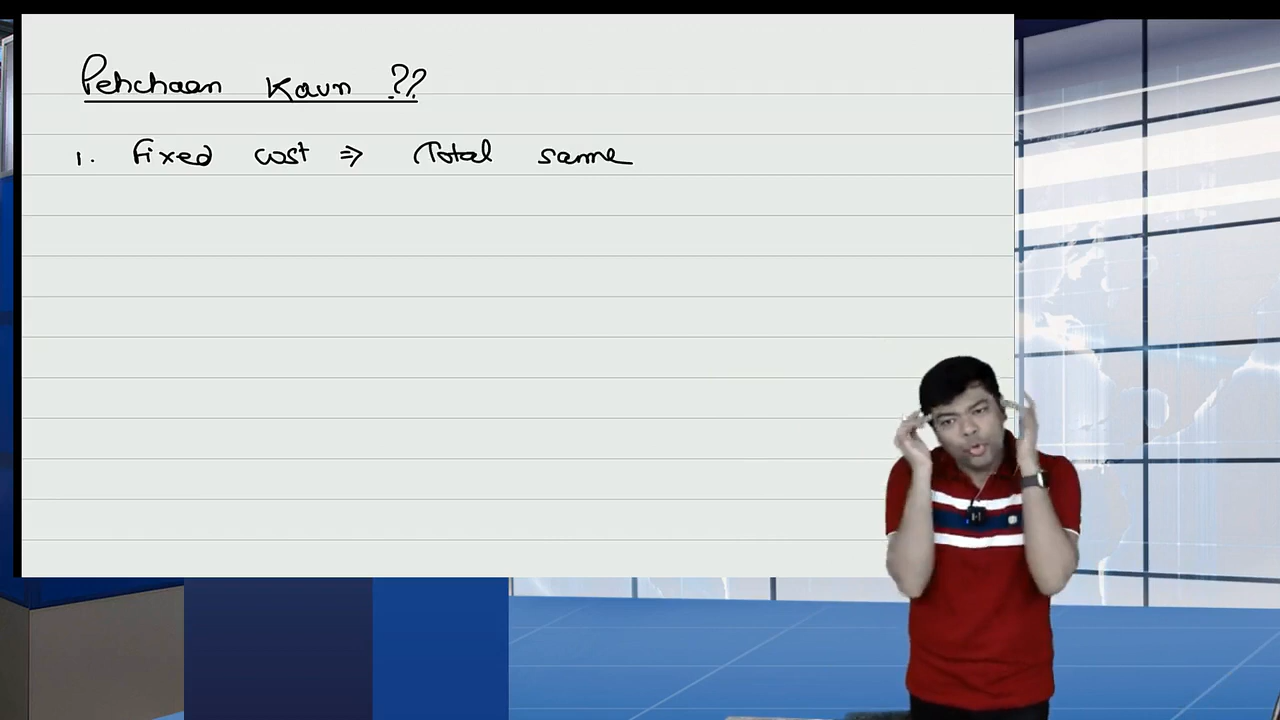 Pehchaan Kaun ??
1. Fixed cost ⇒ Total same